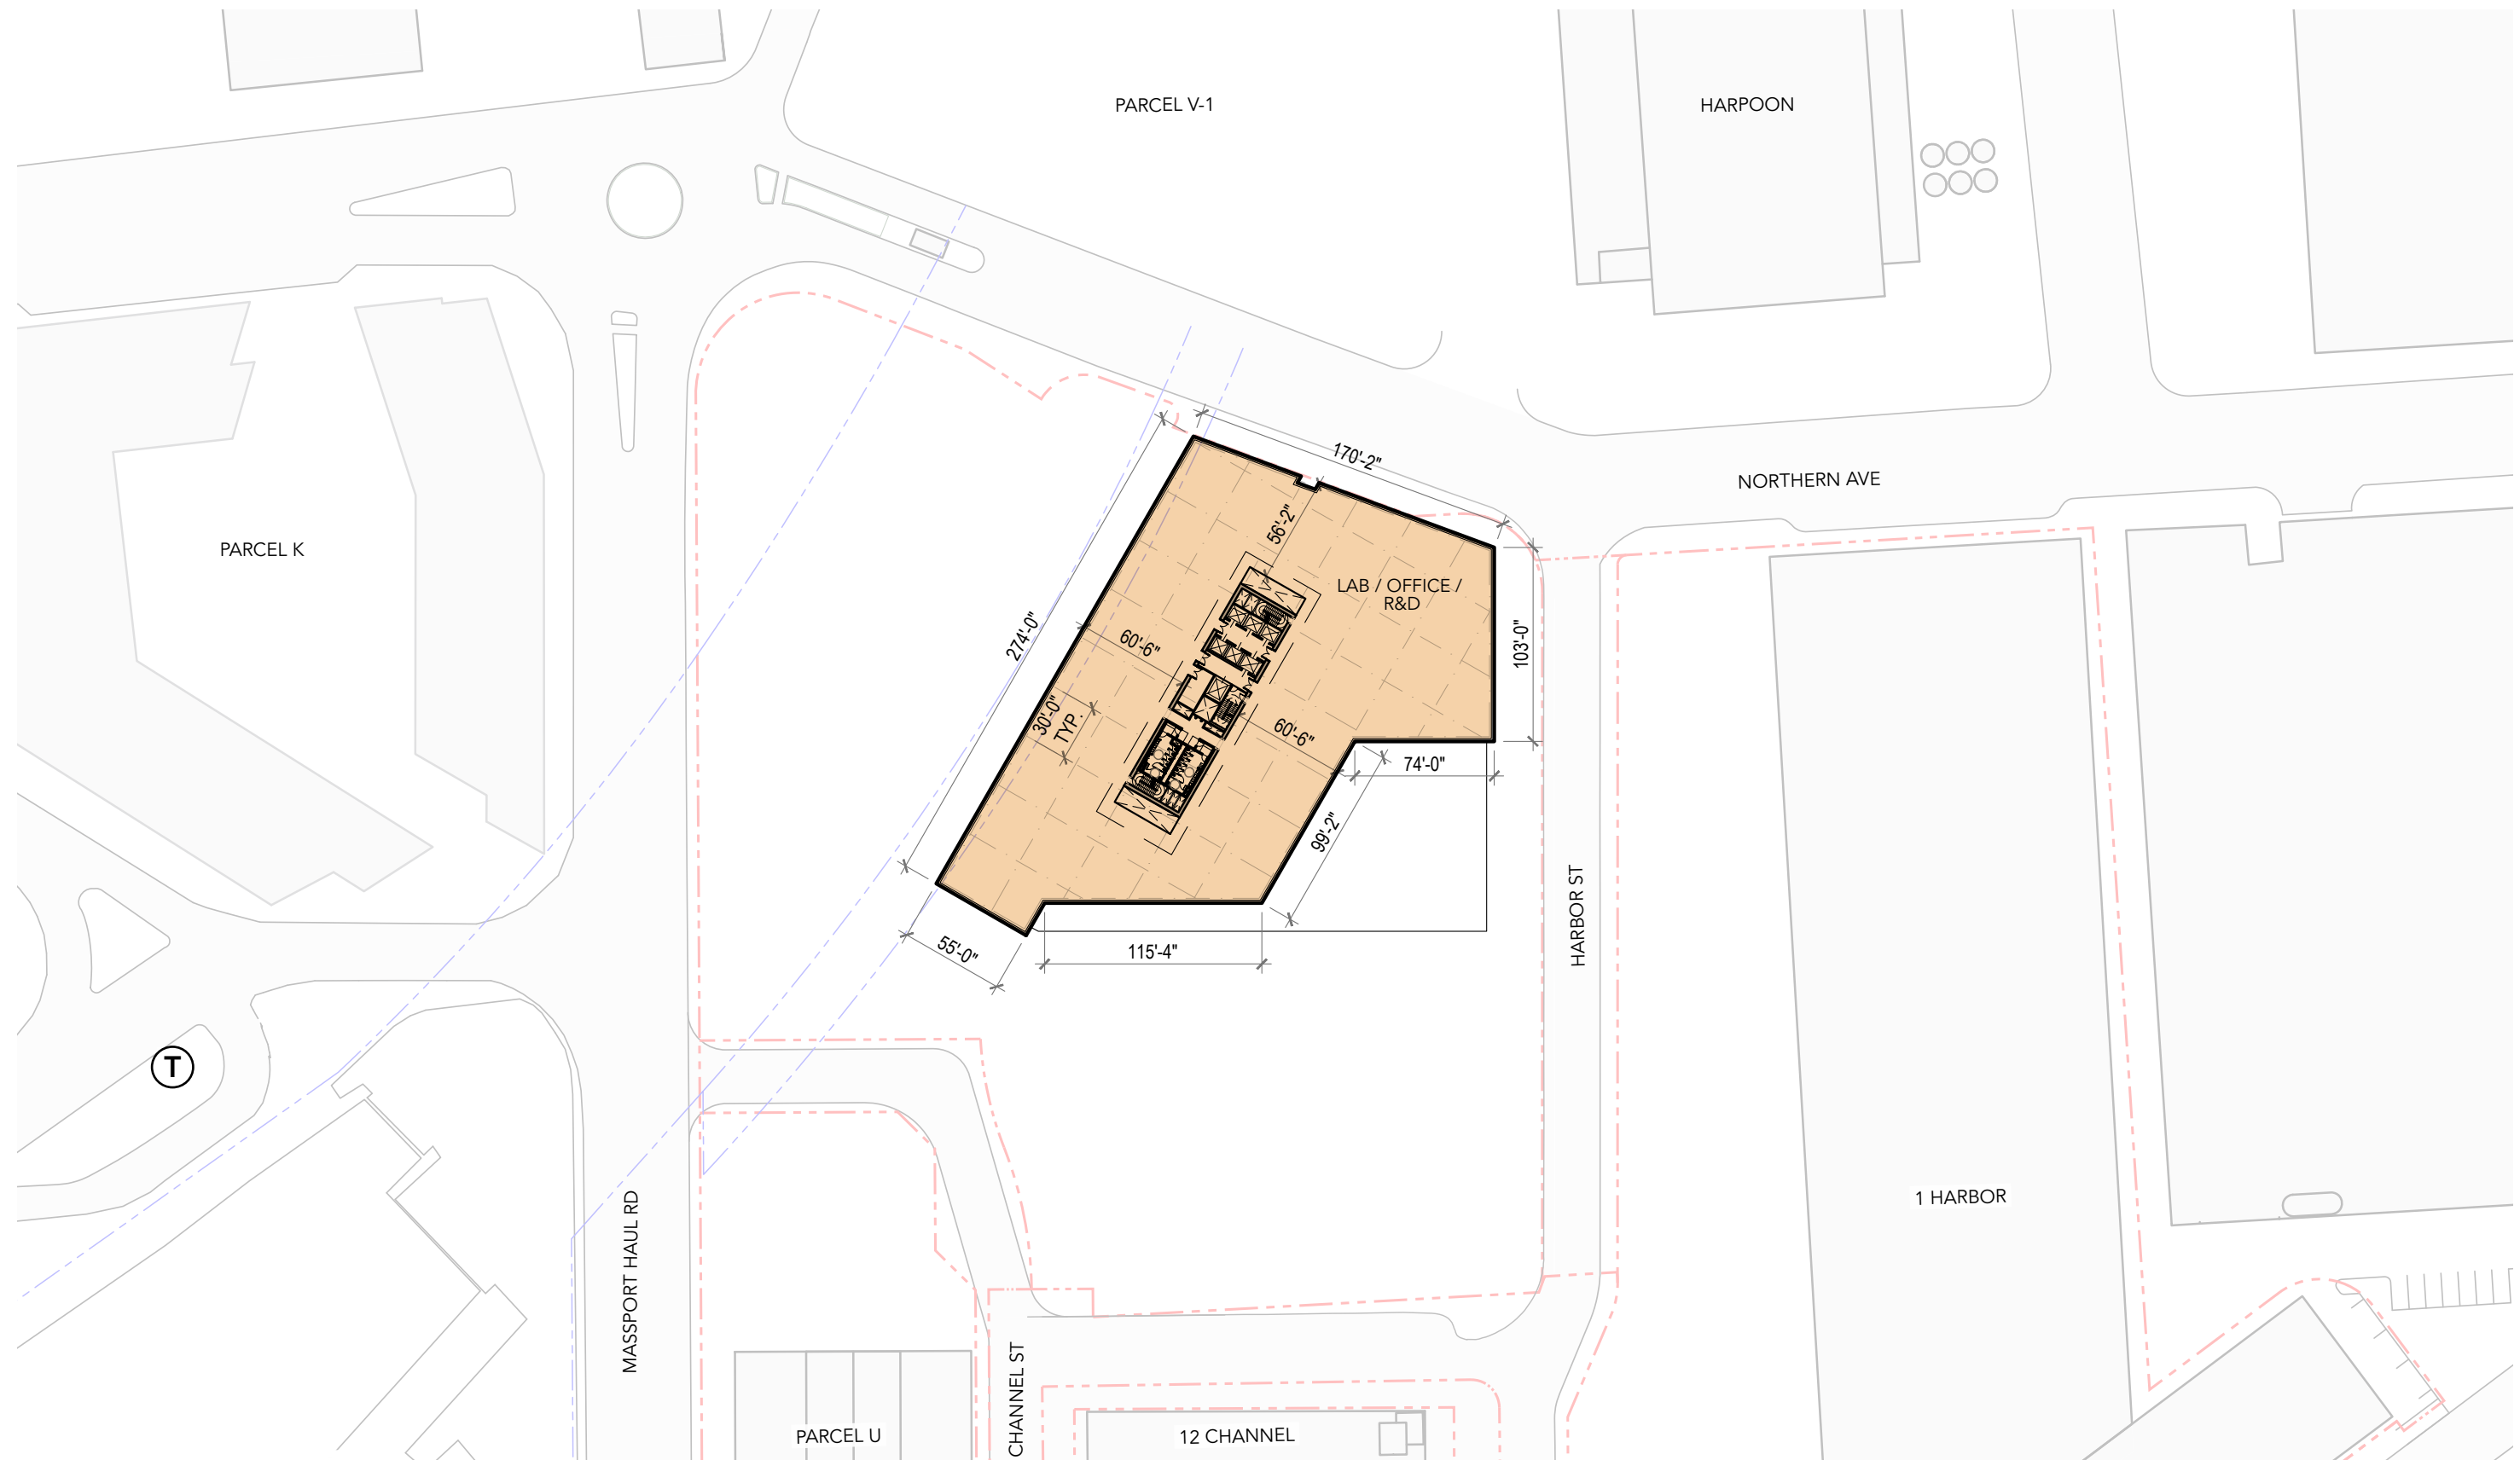 PARCEL V-1
HARPOON
170'-2"
NORTHERN AVE
56'-2"
PARCEL K
LAB / OFFICE /
R&D
274'-0"
60'-6"
103'-0"
30'-0"
TYP.
60'-6"
74'-0"
99'-2"
HARBOR ST
55'-0"
115'-4"
T
1 HARBOR
MASSPORT HAUL RD
CHANNEL ST
PARCEL U
12 CHANNEL